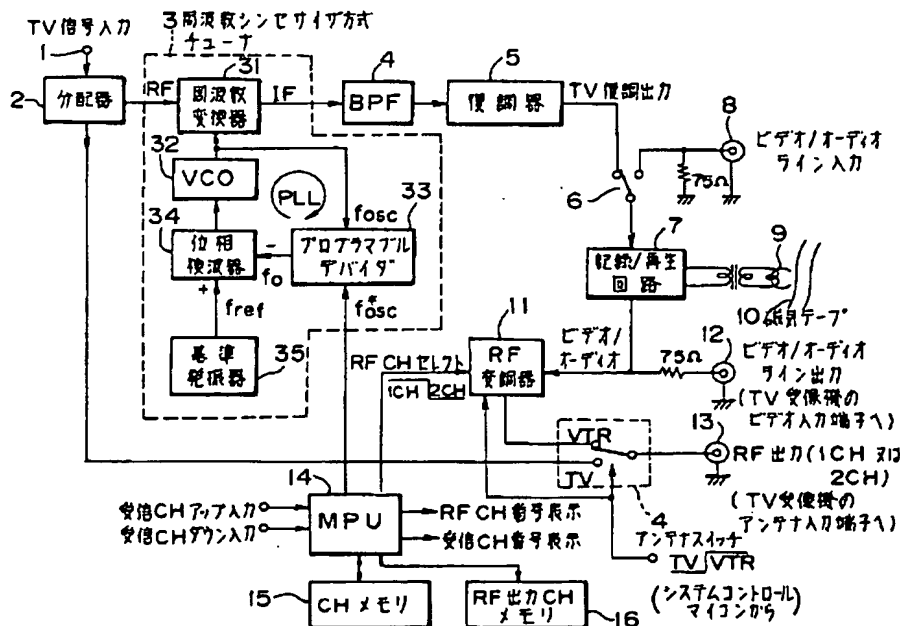 TV信号入力
1
2
分配器
RF
3 周波数シンセサイザ方式
チューナ
31
周波数
変換器
IF
4
BPF
5
復調器
TV復調出力
8
ビデオ/オーディオ
ライン入力
75Ω
6
32
VCO
PLL
fosc
33
プログラマブル
デバイダ
34
位相
検波器
-
+
fo
f*osc
fref
基準
発振器
35
7
記録/再生
回路
9
10 磁気テープ
11
RF
変調器
ビデオ/
オーディオ
RF CHセレクト
1CH 2CH
75Ω
12
ビデオ/オーディオ
ライン出力
(TV受像機の
ビデオ入力端子へ)
13
VTR
TV
RF出力(1CH又は
2CH)
(TV受像機の
アンテナ入力端子へ)
4
アンテナスイッチ
TV VTR
(システムコントロール
マイコンから)
14
MPU
受信CHアップ入力
受信CHダウン入力
RF CH番号表示
受信CH番号表示
15
CHメモリ
RF出力CH
メモリ
16